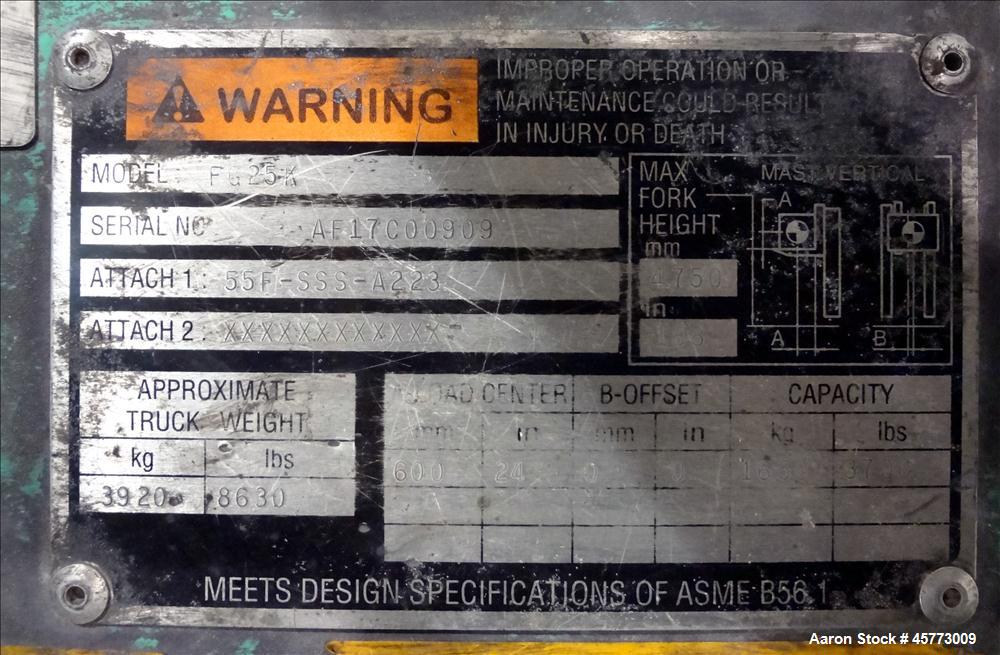 WARNING
IMPROPER OPERATION OR
MAINTENANCE COULD RESULT
IN INJURY OR DEATH
MODEL: FG25K
SERIAL NO AF17C00909
ATTACH 1: 55F-SSS-A223
ATTACH 2. XXXXXXXXXXXX
MAX
FORK
HEIGHT
mm
4750
in
MAST VERTICAL
A
A B
APPROXIMATE
TRUCK WEIGHT
kg lbs
3920 8630
LOAD CENTER B-OFFSET CAPACITY
mm in mm in kg lbs
600 24 0 0
MEETS DESIGN SPECIFICATIONS OF ASME B56.1
Aaron Stock # 45773009